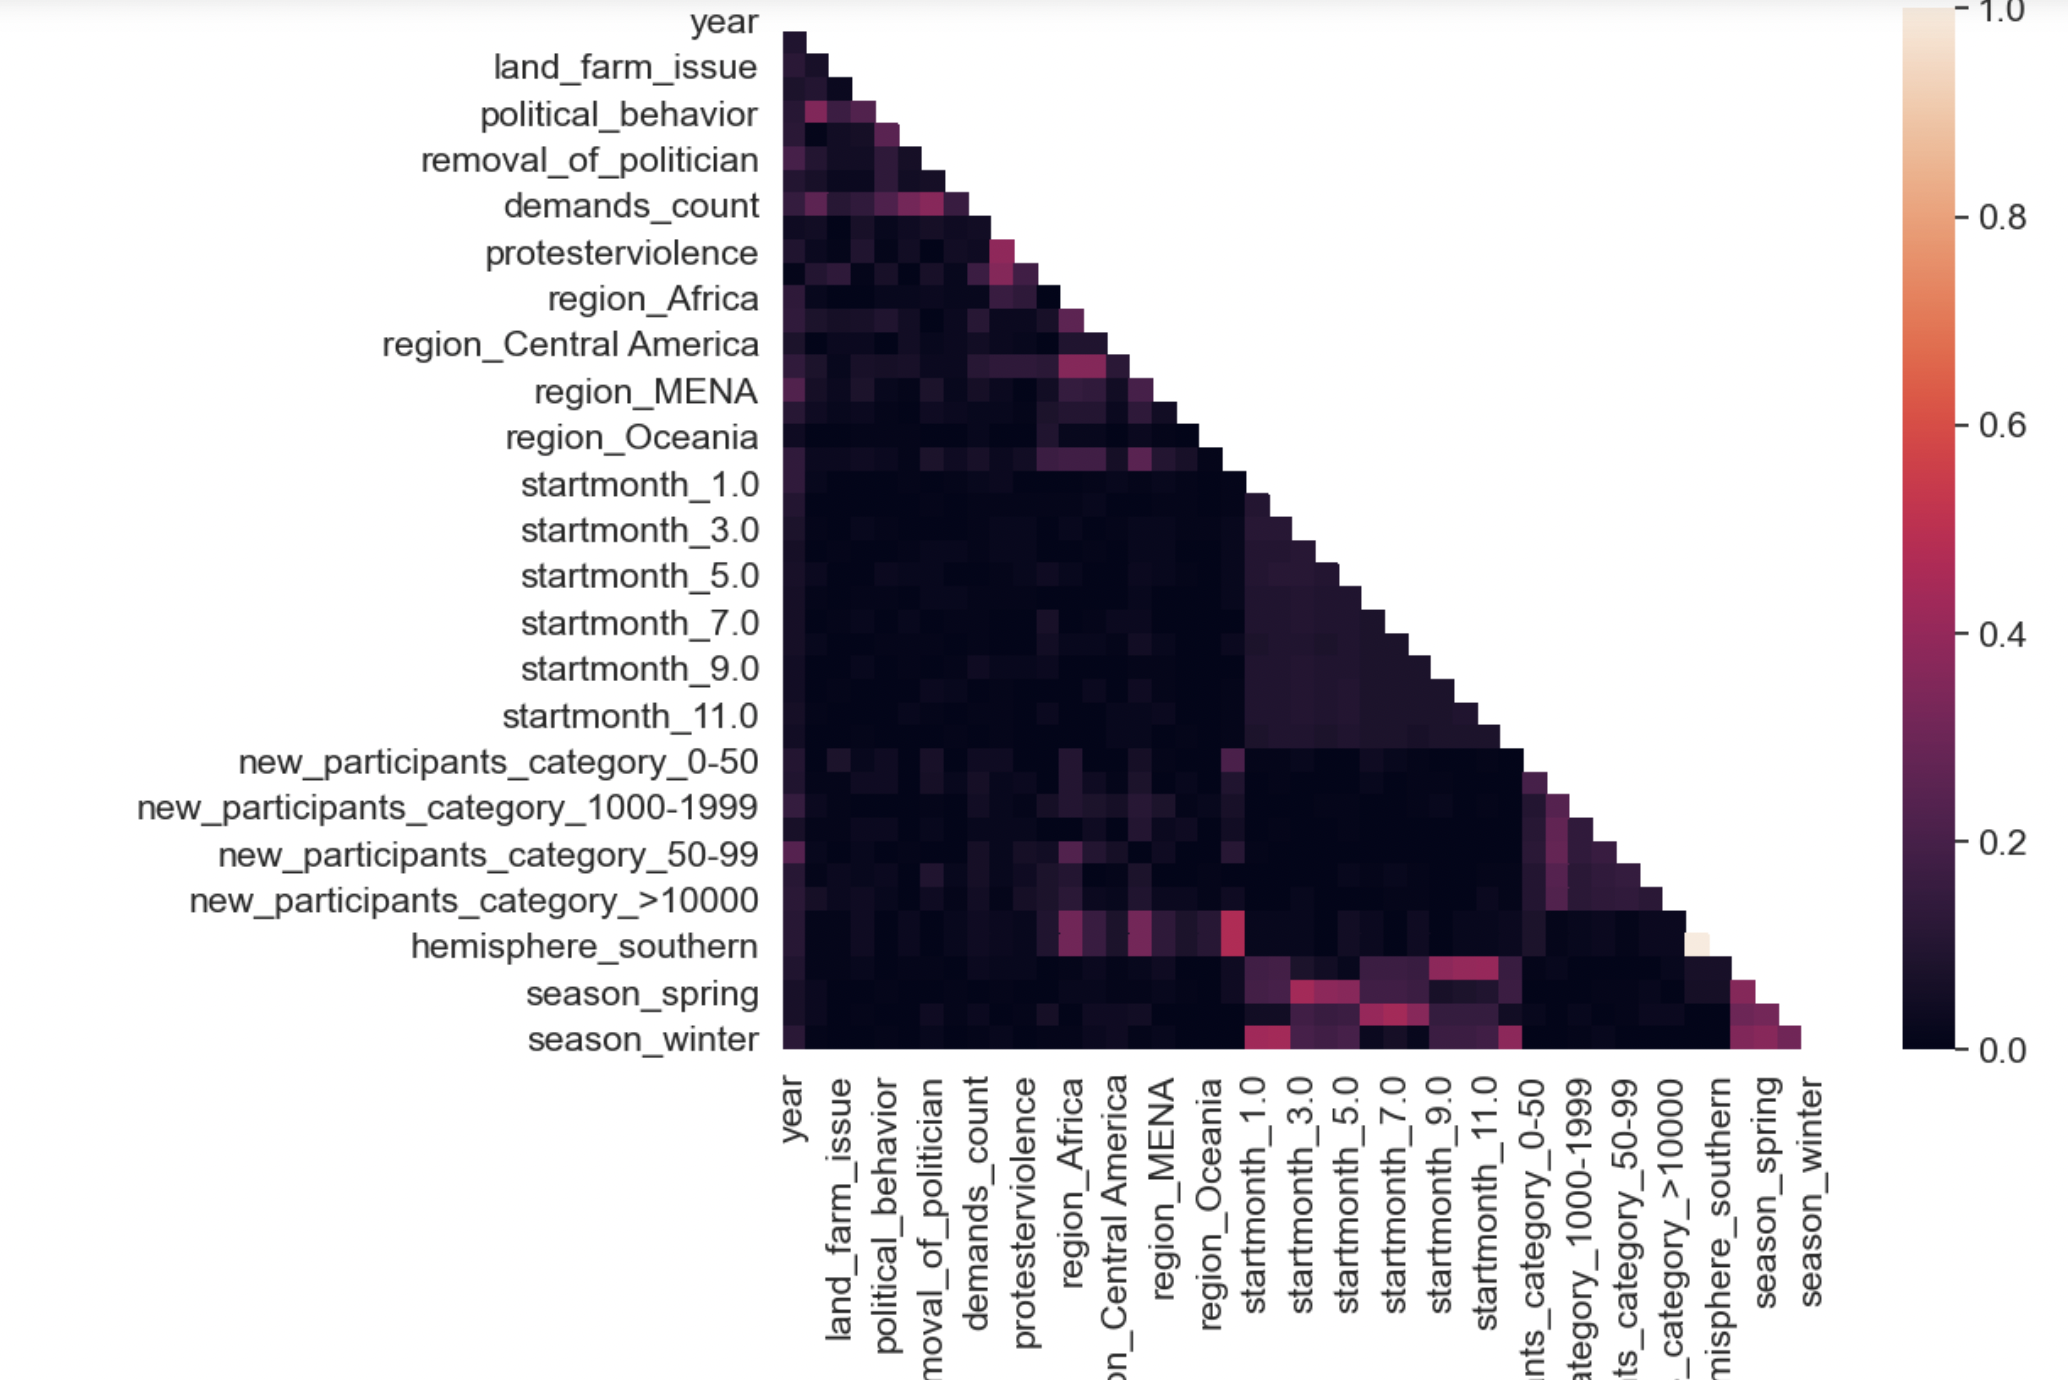 year
land_farm_issue
political_behavior
removal_of_politician
demands_count
protesterviolence
region_Africa
region_Central America
region_MENA
region_Oceania
startmonth_1.0
startmonth_3.0
startmonth_5.0
startmonth_7.0
startmonth_9.0
startmonth_11.0
new_participants_category_0-50
new_participants_category_1000-1999
new_participants_category_50-99
new_participants_category_>10000
hemisphere_southern
season_spring
season_winter
year
land_farm_issue
political_behavior
moval_of_politician
demands_count
protesterviolence
region_Africa
on_Central America
region_MENA
region_Oceania
startmonth_1.0
startmonth_3.0
startmonth_5.0
startmonth_7.0
startmonth_9.0
startmonth_11.0
nts_category_0-50
ategory_1000-1999
ts_category_50-99
_category_>10000
misphere_southern
season_spring
season_winter
1.0
0.8
0.6
0.4
0.2
0.0